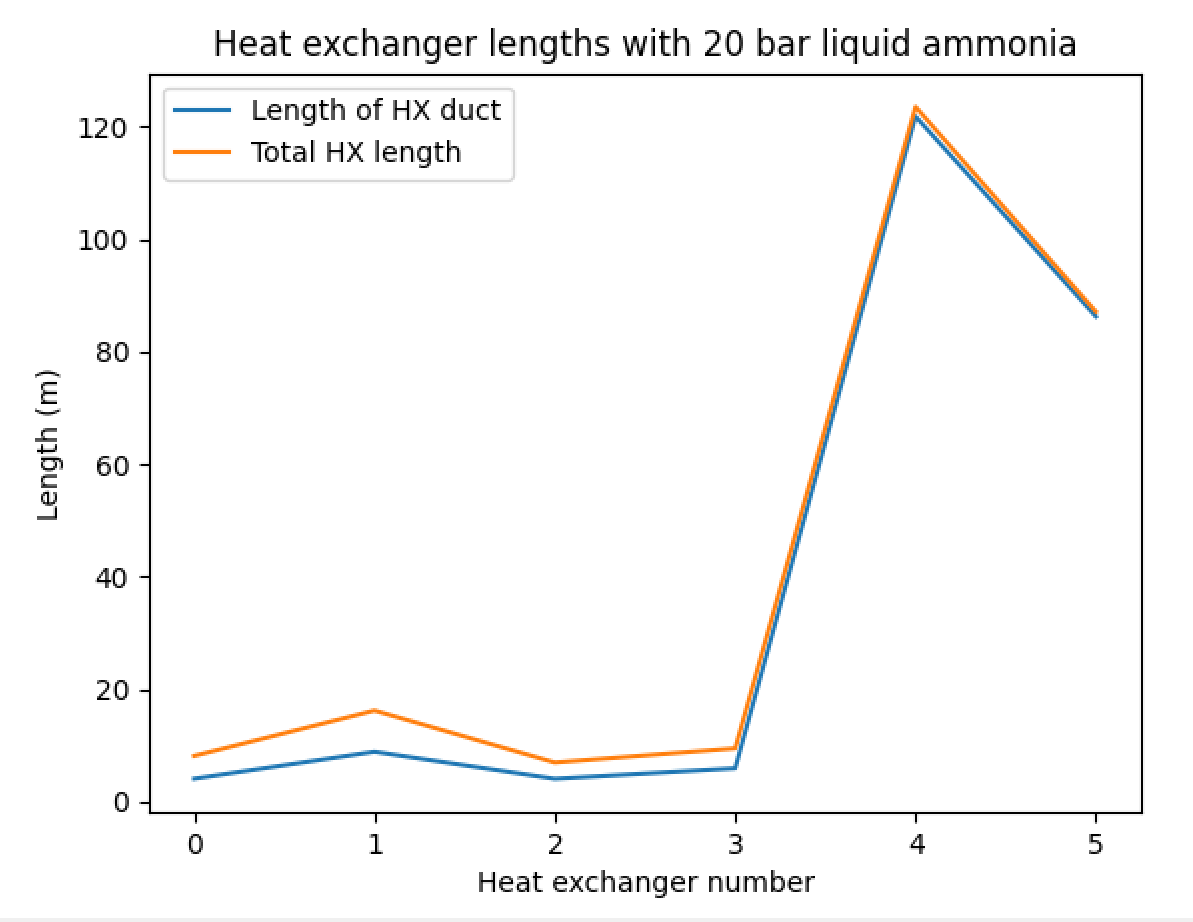 Heat exchanger lengths with 20 bar liquid ammonia
Length of HX duct
Total HX length
120
100
80
60
40
20
0
Length (m)
0 1 2 3 4 5
Heat exchanger number